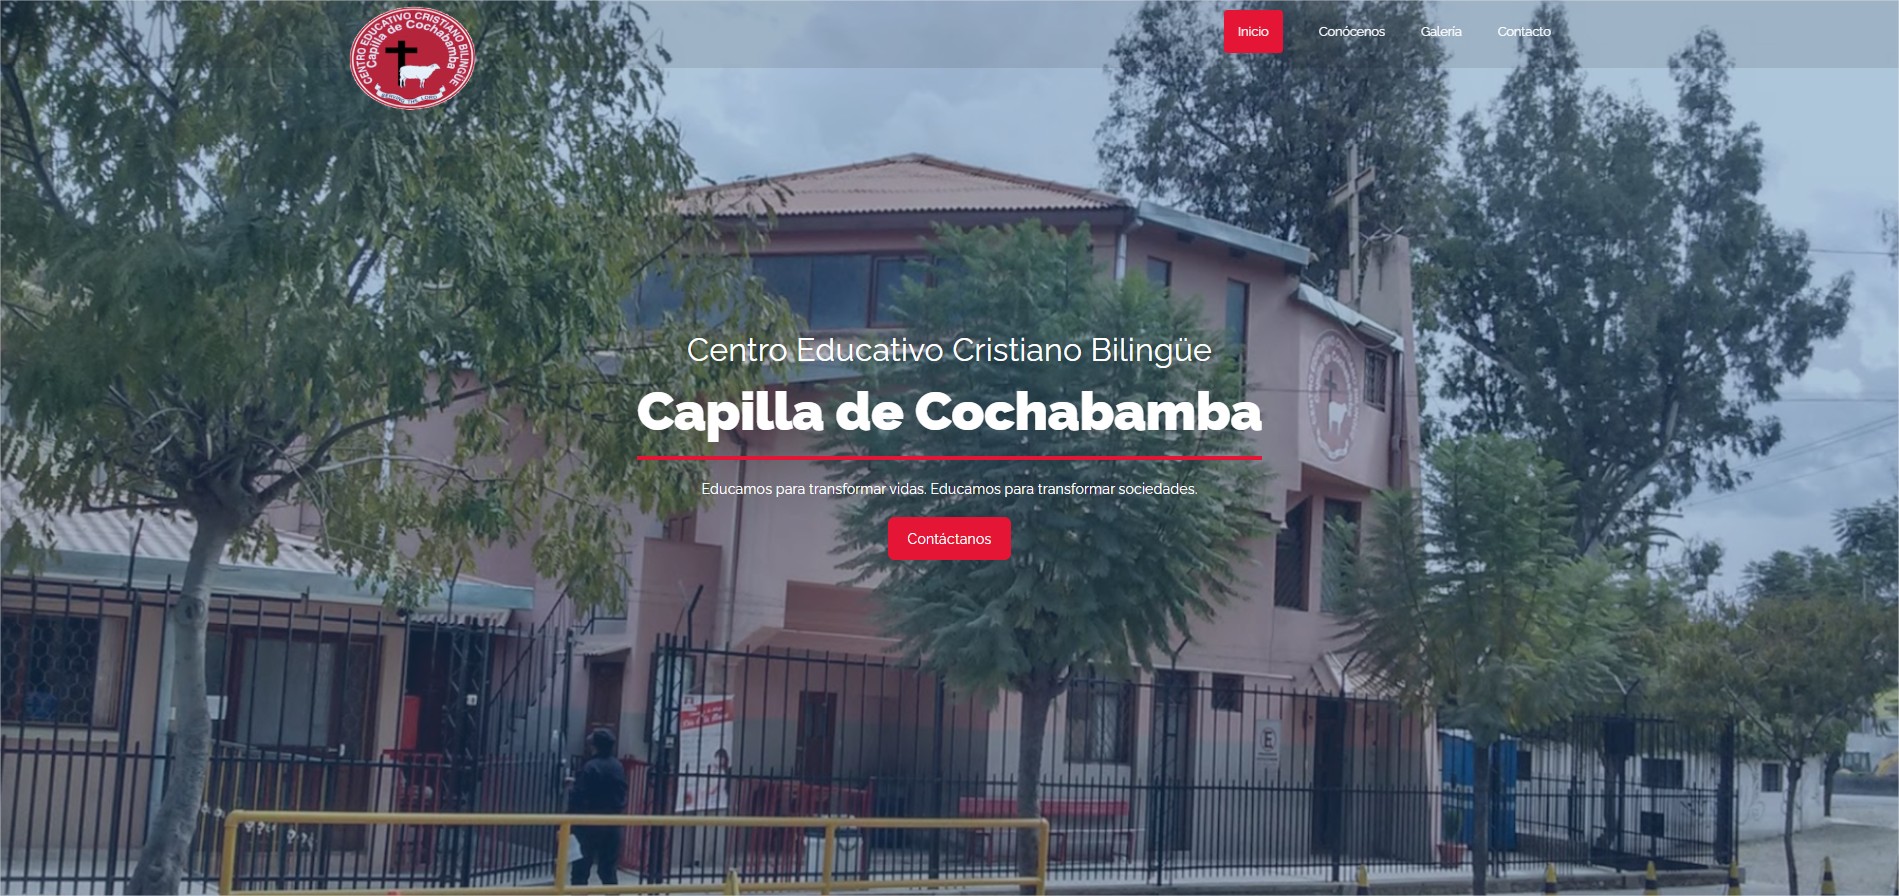 CENTRO EDUCATIVO CRISTIANO BILINGÜE
Capilla de Cochabamba
SERVING THE LORD
Inicio
Conócenos
Galería
Contacto
Centro Educativo Cristiano Bilingüe
Capilla de Cochabamba
Educamos para transformar vidas. Educamos para transformar sociedades.
Contáctanos
E